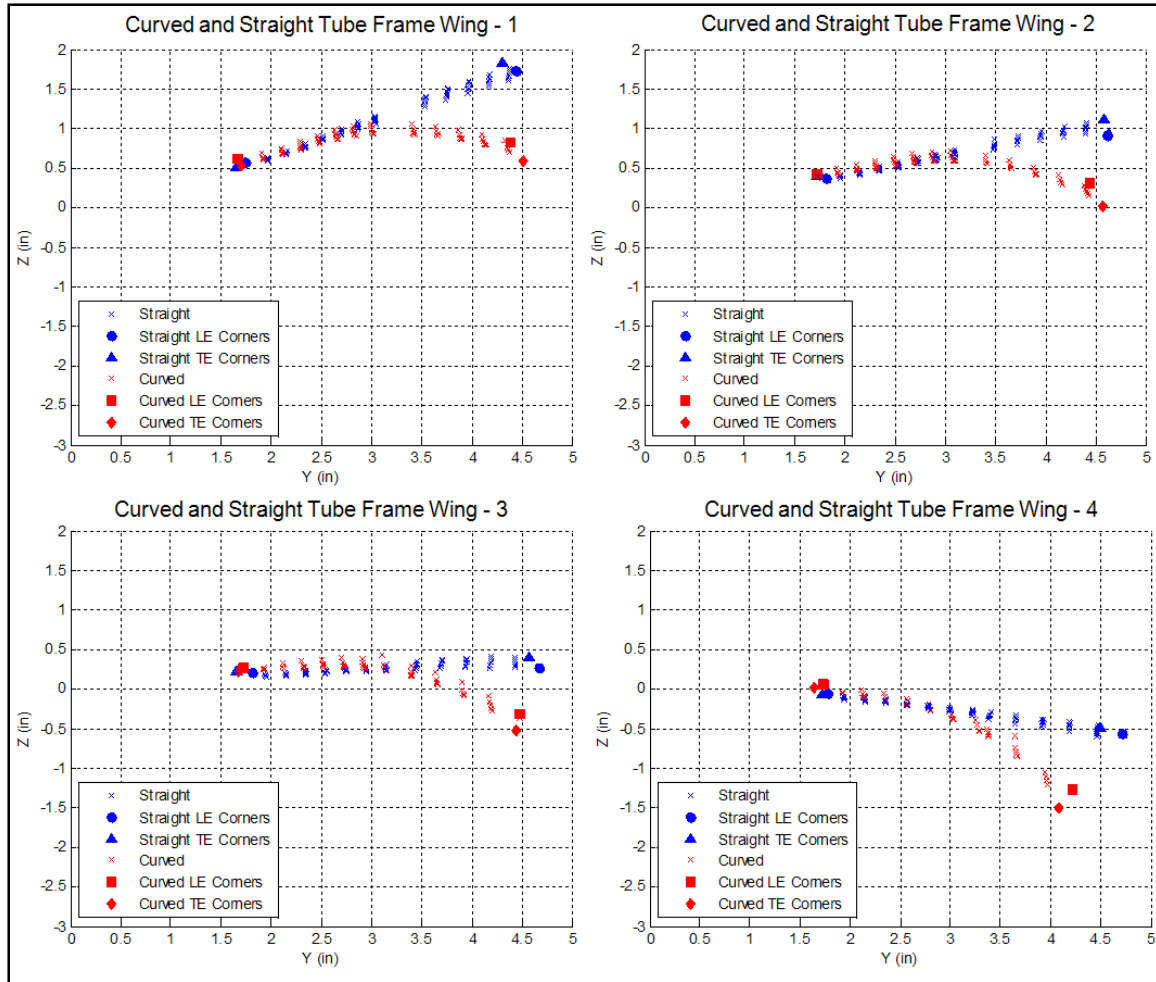 Curved and Straight Tube Frame Wing - 1
2
1.5
1
0.5
0
-0.5
-1
-1.5
-2
-2.5
-3
Z (in)
Straight
Straight LE Corners
Straight TE Corners
Curved
Curved LE Corners
Curved TE Corners
0 0.5 1 1.5 2 2.5 3 3.5 4 4.5 5
Y (in)
Curved and Straight Tube Frame Wing - 2
2
1.5
1
0.5
0
-0.5
-1
-1.5
-2
-2.5
-3
Z (in)
Straight
Straight LE Corners
Straight TE Corners
Curved
Curved LE Corners
Curved TE Corners
0 0.5 1 1.5 2 2.5 3 3.5 4 4.5 5
Y (in)
Curved and Straight Tube Frame Wing - 3
2
1.5
1
0.5
0
-0.5
-1
-1.5
-2
-2.5
-3
Z (in)
Straight
Straight LE Corners
Straight TE Corners
Curved
Curved LE Corners
Curved TE Corners
0 0.5 1 1.5 2 2.5 3 3.5 4 4.5 5
Y (in)
Curved and Straight Tube Frame Wing - 4
2
1.5
1
0.5
0
-0.5
-1
-1.5
-2
-2.5
-3
Z (in)
Straight
Straight LE Corners
Straight TE Corners
Curved
Curved LE Corners
Curved TE Corners
0 0.5 1 1.5 2 2.5 3 3.5 4 4.5 5
Y (in)